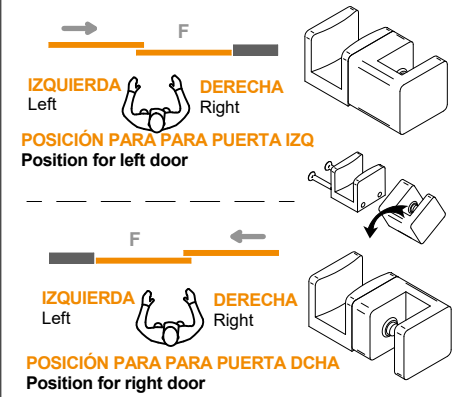 F
IZQUIERDA DERECHA
Left Right
POSICIÓN PARA PARA PUERTA IZQ
Position for left door
F
IZQUIERDA DERECHA
Left Right
POSICIÓN PARA PARA PUERTA DCHA
Position for right door